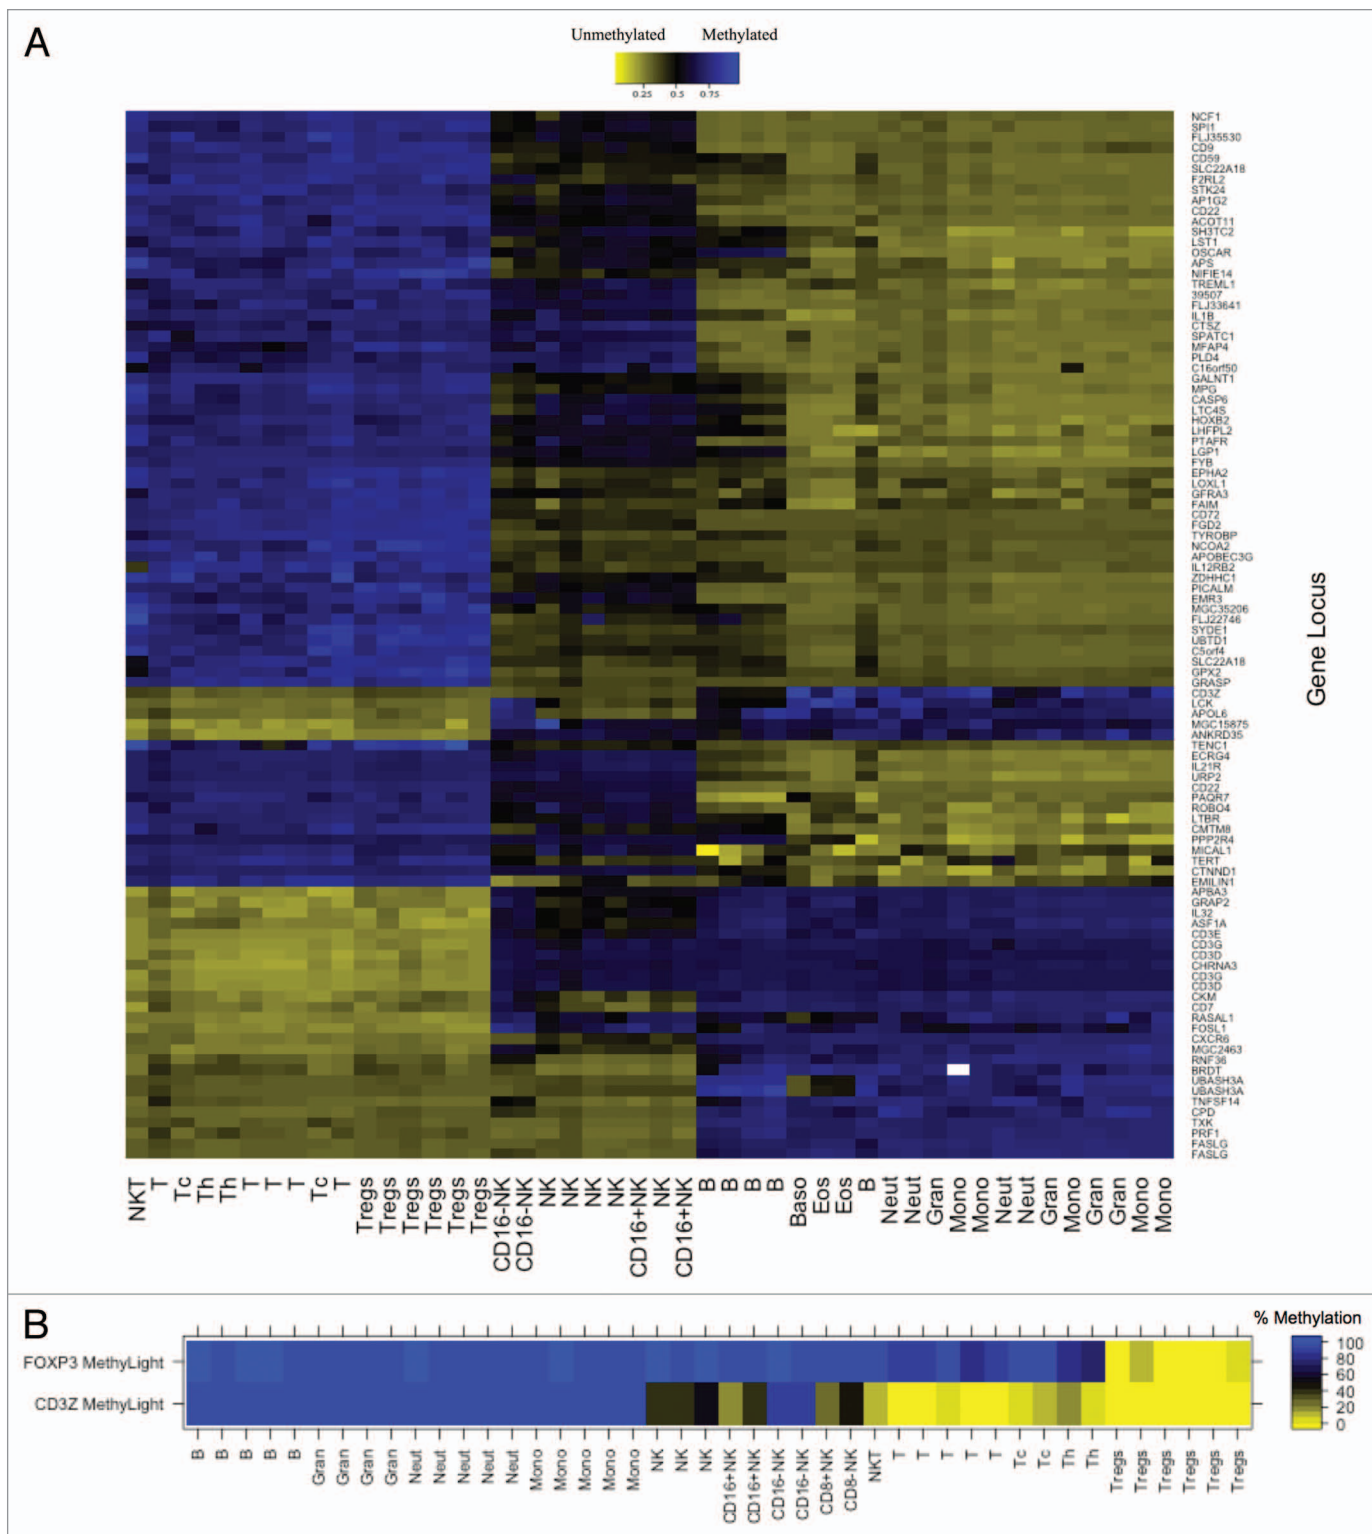 A
Unmethylated Methylated
0.25 0.5 0.75
NCF1
SPI1
FLJ35530
CD9
CD59
SLC22A18
F2RL2
STK24
AP1G2
CD22
ACOT11
SH3TC2
LST1
OSCAR
APS
NIFIE14
TREML1
39507
FLJ33641
IL1B
CTSZ
SPATC1
MFAP4
PLD4
C16orf50
GALNT1
MPG
CASP6
LTC4S
HOXB2
LHFPL2
PTAFR
LGP1
FYB
EPHA2
LOXL1
GFRA3
FAIM
CD72
FGD2
TYROBP
NCOA2
APOBEC3G
IL12RB2
ZDHHC1
PICALM
EMR3
MGC35206
FLJ22746
SYDE1
UBTD1
C5orf4
SLC22A18
GPX2
GRASP
CD3Z
LCK
APOL6
MGC15875
ANKRD35
TENC1
ECRG4
IL21R
URP2
CD22
PAQR7
ROBO4
LTBR
CMTM8
PPP2R4
MICAL1
TERT
CTNND1
EMILIN1
APBA3
GRAP2
IL32
ASF1A
CD3E
CD3G
CD3D
CHRNA3
CD3G
CD3D
CKM
CD7
RASAL1
FOSL1
CXCR6
MGC2463
RNF36
BRDT
UBASH3A
UBASH3A
TNFSF14
CPD
TXK
PRF1
FASLG
FASLG
Gene Locus
NKT T Tc Th Th T T T Tc T Tregs Tregs Tregs Tregs Tregs Tregs CD16-NK CD16-NK NK NK NK NK CD16+NK NK CD16+NK B B B B Baso Eos Eos B Neut Neut Gran Mono Mono Neut Neut Gran Mono Gran Gran Mono Mono
B
% Methylation
FOXP3 MethyLight
CD3Z MethyLight
100
80
60
40
20
0
B B B B B Gran Gran Gran Gran Neut Neut Neut Neut Neut Mono Mono Mono Mono Mono NK NK NK CD16+NK CD16+NK CD16-NK CD16-NK CD8+NK CD8-NK NKT T T T T T Tc Tc Th Th Tregs Tregs Tregs Tregs Tregs Tregs